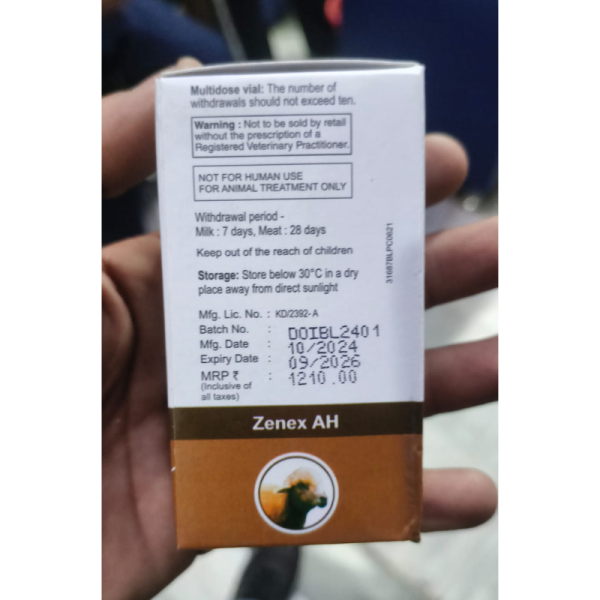 Multidose vial: The number of
withdrawals should not exceed ten.
Warning : Not to be sold by retail
without the prescription of a
Registered Veterinary Practitioner.
NOT FOR HUMAN USE
FOR ANIMAL TREATMENT ONLY
Withdrawal period -
Milk : 7 days, Meat : 28 days
Keep out of the reach of children
Storage: Store below 30°C in a dry
place away from direct sunlight
Mfg. Lic. No. : KD/2392-A
Batch No. : DOIBL2401
Mfg. Date : 10/2024
Expiry Date : 09/2026
MRP ₹ : 1210.00
(Inclusive of
all taxes)
31687BLPC0621
Zenex AH